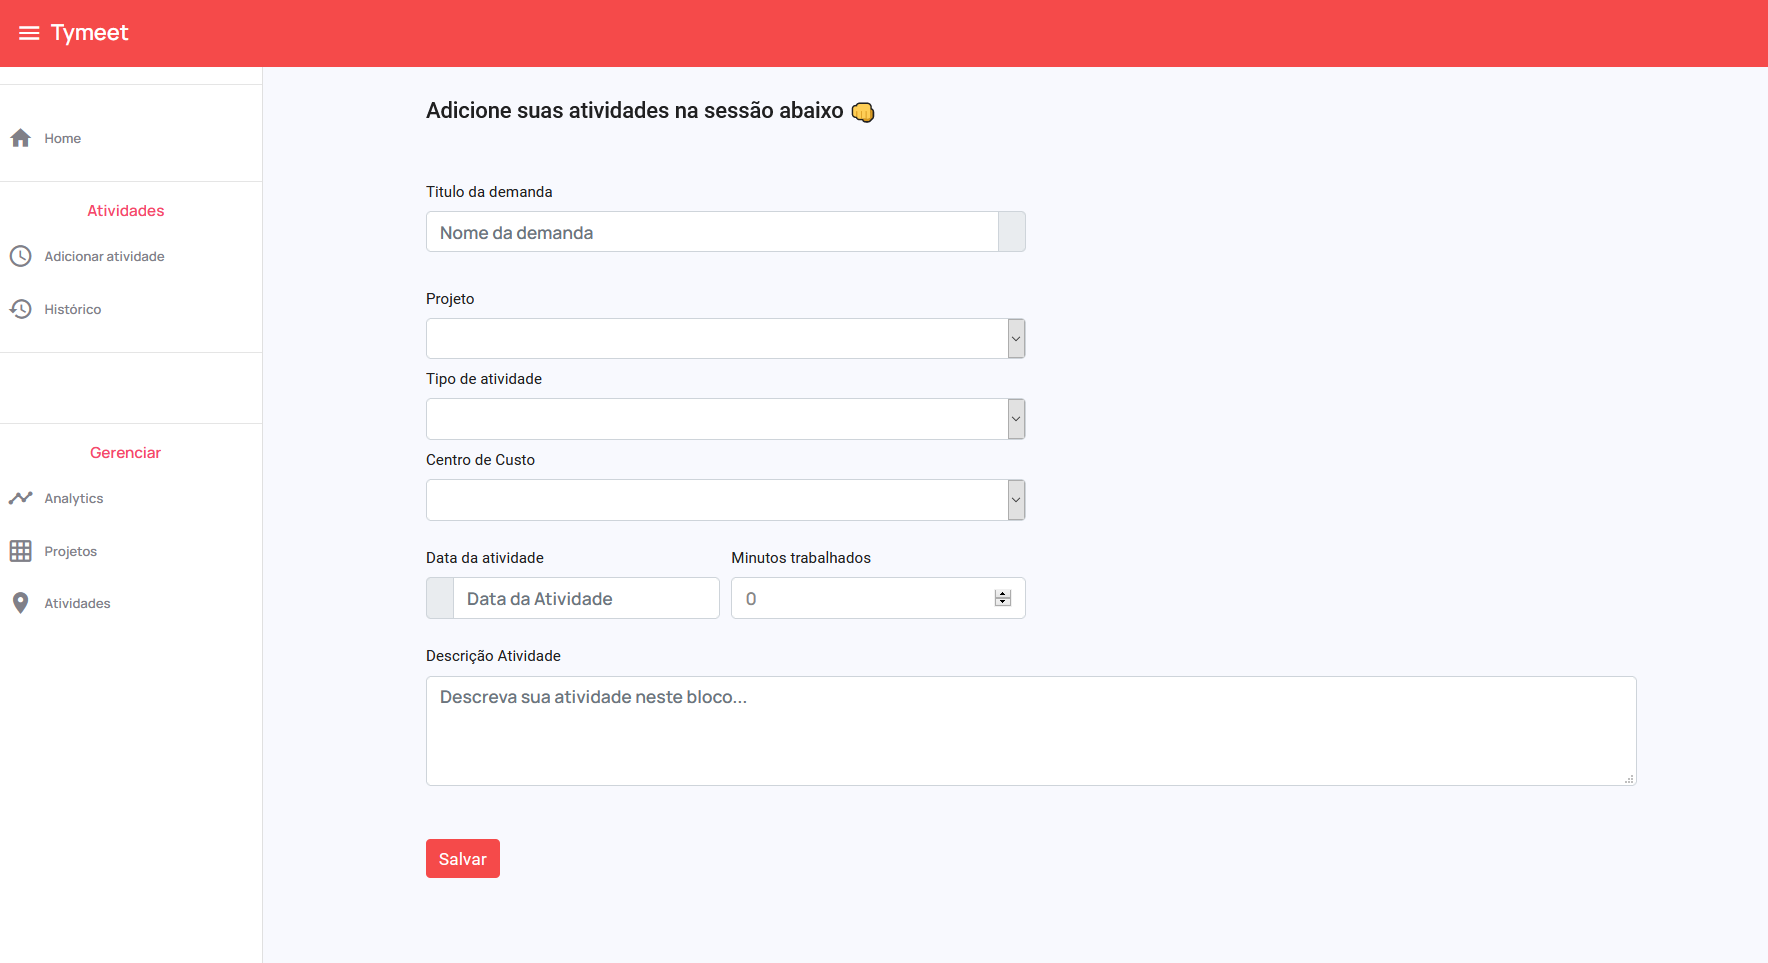 Tymeet
Home
Atividades
Adicionar atividade
Histórico
Gerenciar
Analytics
Projetos
Atividades
Adicione suas atividades na sessão abaixo 👊
Titulo da demanda
Nome da demanda
Projeto
Tipo de atividade
Centro de Custo
Data da atividade Minutos trabalhados
Data da Atividade 0
Descrição Atividade
Descreva sua atividade neste bloco...
Salvar